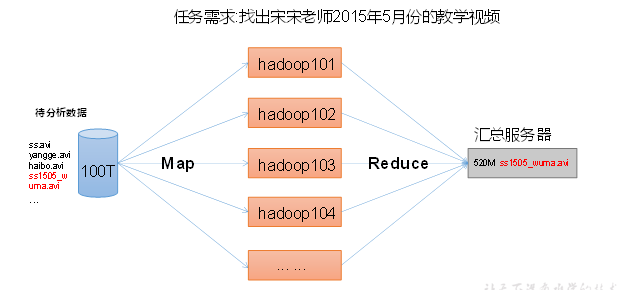 任务需求:找出宋宋老师2015年5月份的教学视频
hadoop101
hadoop102
待分析数据
汇总服务器
ss.avi
yangge.avi
haibo.avi
ss1505_w
uma.avi
...
100T
Map
hadoop103
Reduce
520M ss1505_wuma.avi
hadoop104
... ...